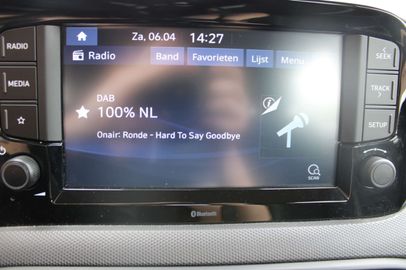 Za, 06.04 14:27
RADIO
MEDIA
Radio Band Favorieten Lijst Menu
DAB
100% NL
Onair: Ronde - Hard To Say Goodbye
SCAN
SEEK
TRACK
SETUP
Bluetooth